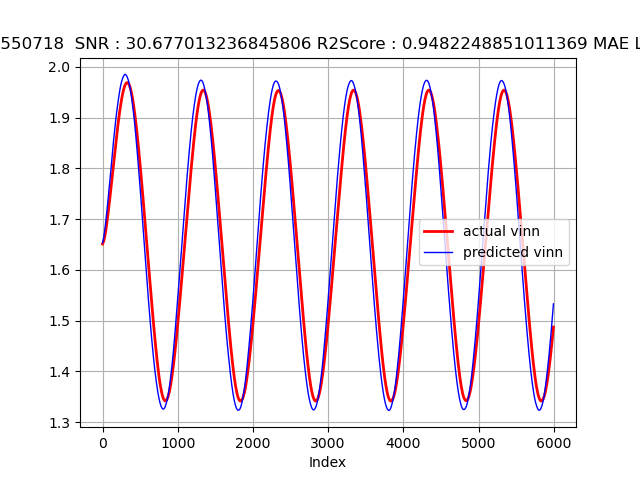 550718 SNR : 30.677013236845806 R2Score : 0.9482248851011369 MAE L
2.0
1.9
1.8
1.7
1.6
1.5
1.4
1.3
actual vinn
predicted vinn
0 1000 2000 3000 4000 5000 6000
Index